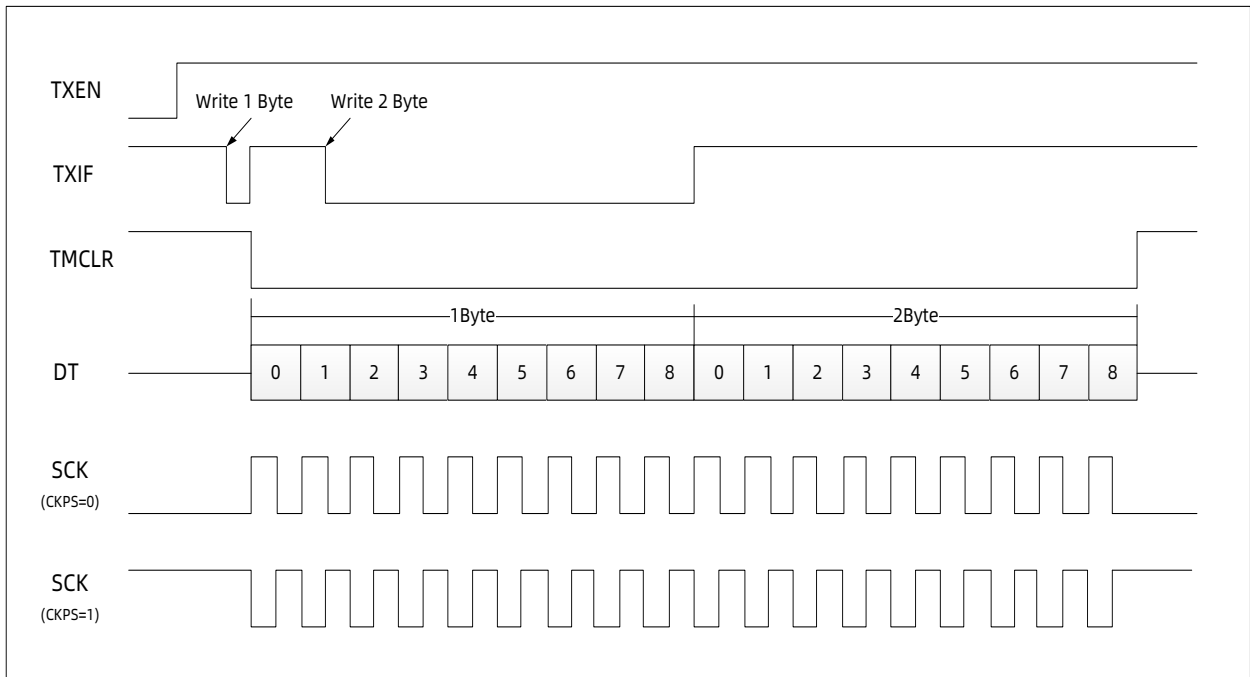 TXEN
Write 1 Byte Write 2 Byte
TXIF
TMCLR
1Byte 2Byte
DT 0 1 2 3 4 5 6 7 8 0 1 2 3 4 5 6 7 8
SCK
(CKPS=0)
SCK
(CKPS=1)